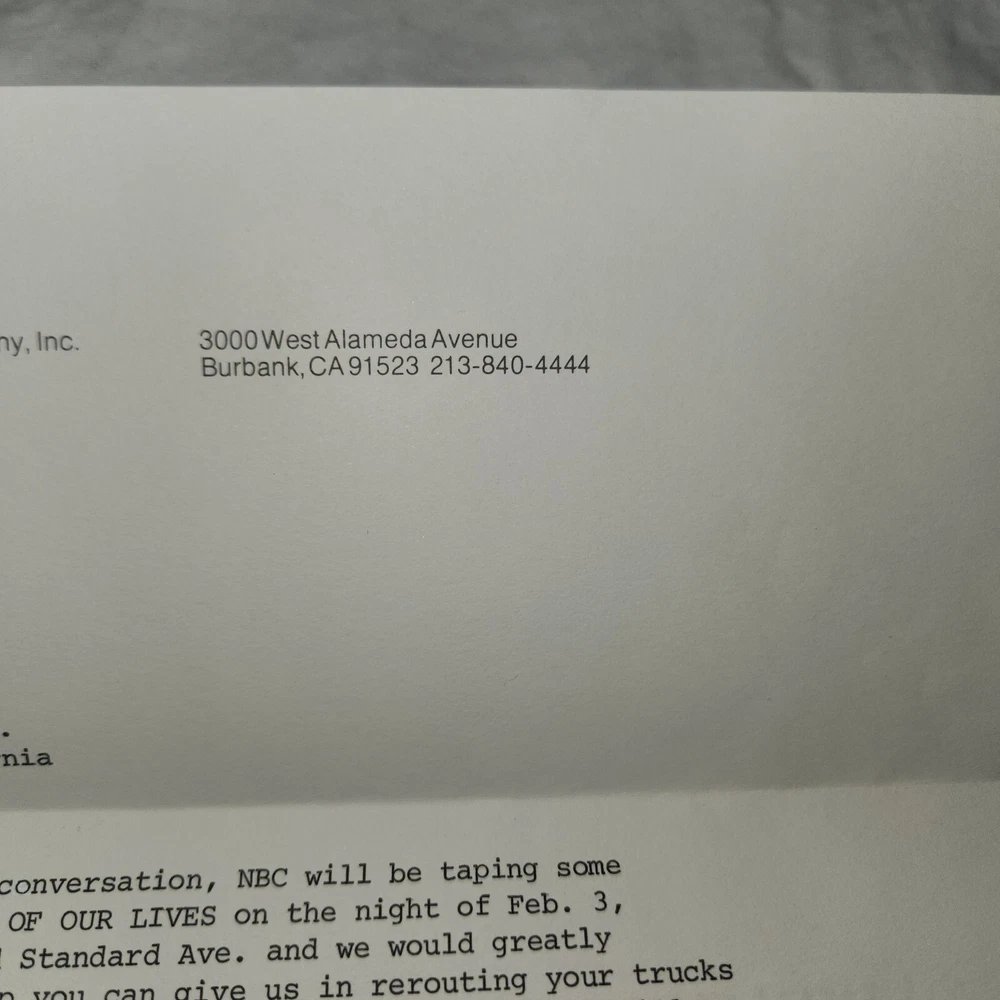 ny, Inc.
3000 West Alameda Avenue
Burbank, CA 91523 213-840-4444
.
nia
conversation, NBC will be taping some
OF OUR LIVES on the night of Feb. 3,
Standard Ave. and we would greatly
you can give us in rerouting your trucks